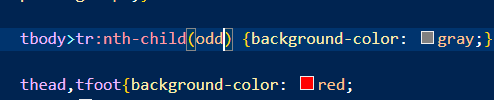 tbody>tr:nth-child(odd) {background-color: gray;}
thead,tfoot{background-color: red;